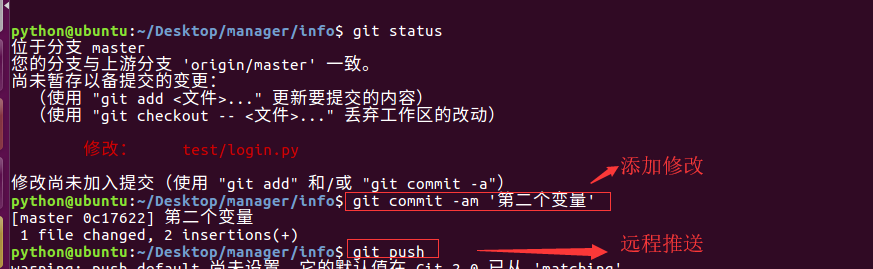 python@ubuntu:~/Desktop/manager/info$ git status
位于分支 master
您的分支与上游分支 'origin/master' 一致。
尚未暂存以备提交的变更：
（使用 "git add <文件>..." 更新要提交的内容）
（使用 "git checkout -- <文件>..." 丢弃工作区的改动）
修改： test/login.py
修改尚未加入提交（使用 "git add" 和/或 "git commit -a"）
添加修改
python@ubuntu:~/Desktop/manager/info$ git commit -am '第二个变量'
[master 0c17622] 第二个变量
1 file changed, 2 insertions(+)
python@ubuntu:~/Desktop/manager/info$ git push
远程推送
warning: push.default 尚未设置，它的默认值在 Git 2.0 已从 'matching'